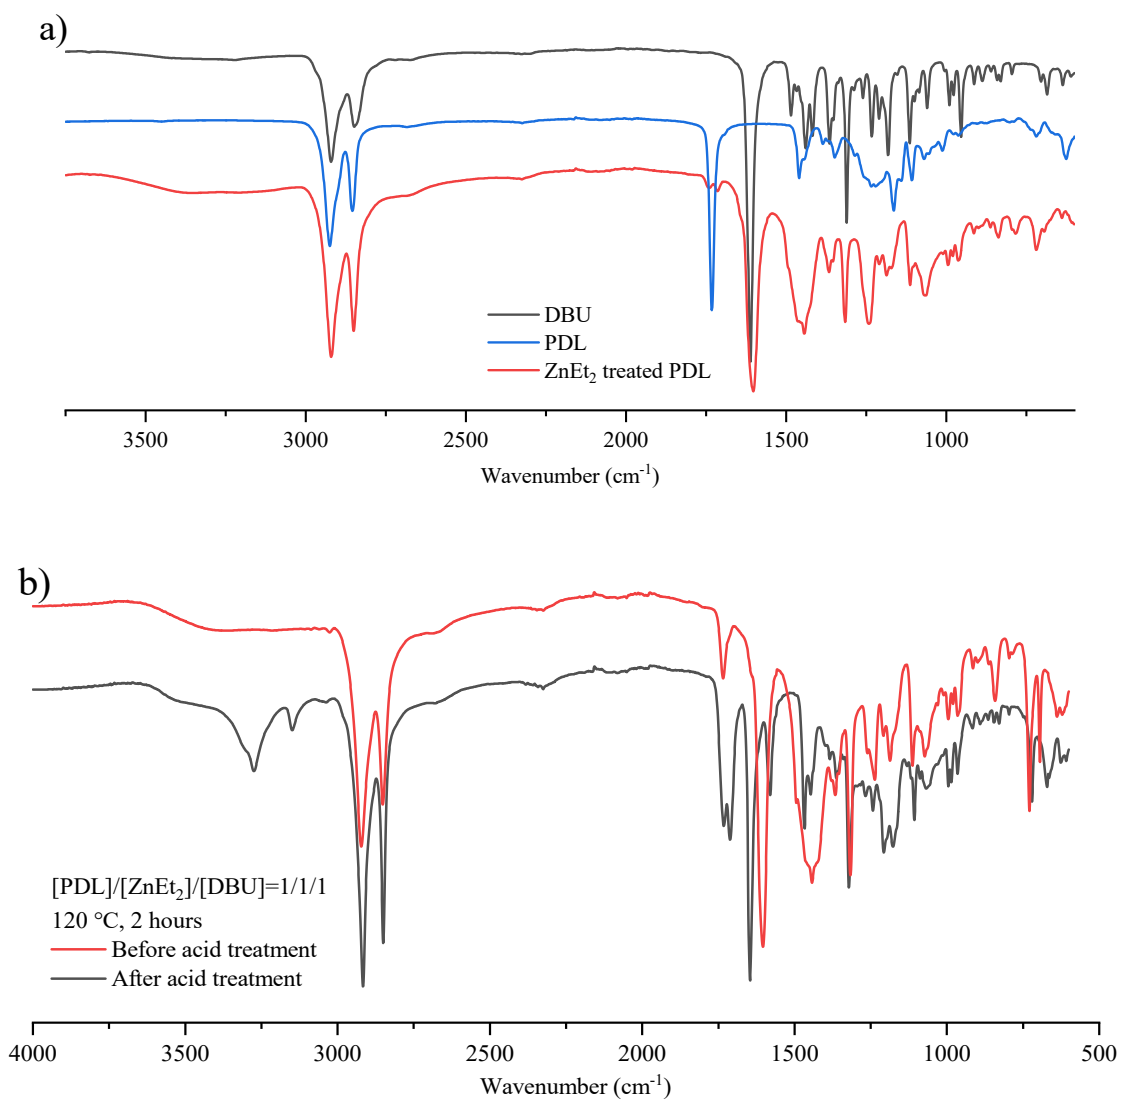 a)
DBU
PDL
ZnEt₂ treated PDL
3500 3000 2500 2000 1500 1000
Wavenumber (cm⁻¹)
b)
[PDL]/[ZnEt₂]/[DBU]=1/1/1
120 °C, 2 hours
Before acid treatment
After acid treatment
4000 3500 3000 2500 2000 1500 1000 500
Wavenumber (cm⁻¹)